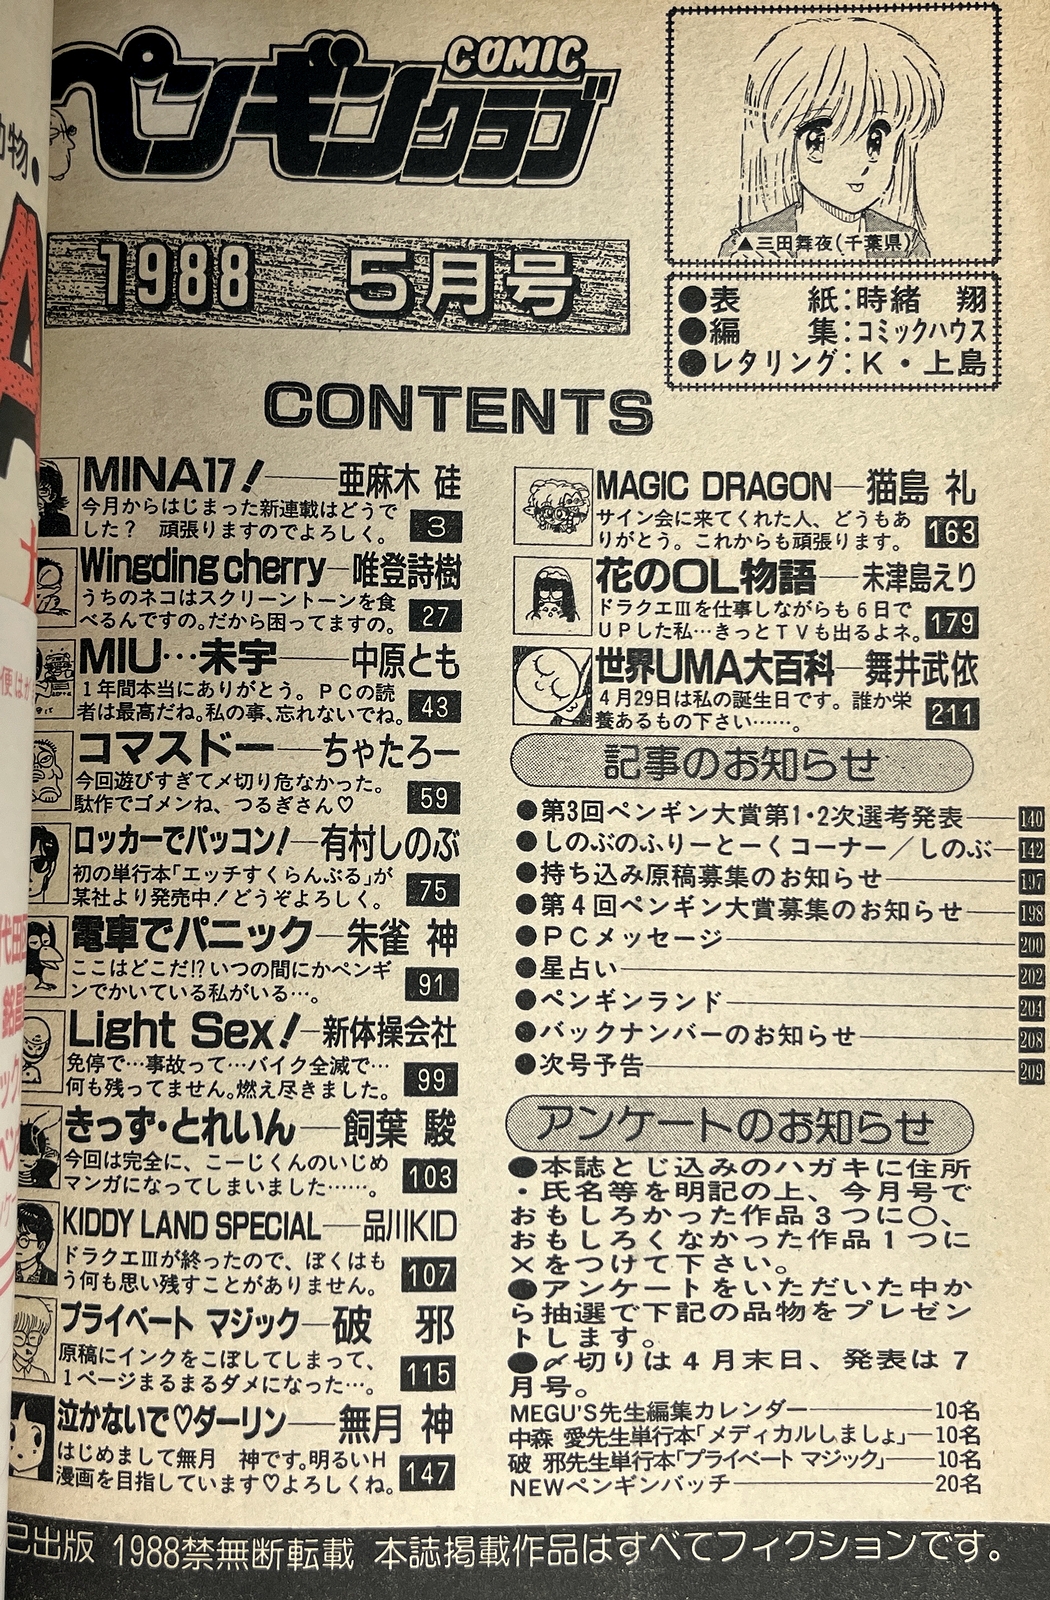 COMIC
ペンギンクラブ
1988 5月号
▲三田舞夜(千葉県)
●表 紙:時緒 翔
●編 集:コミックハウス
●レタリング:K・上島
CONTENTS
MINA17!──亜麻木 硅
今月からはじまった新連載はどうで
した? 頑張りますのでよろしく。
3
Wingding cherry─唯登詩樹
うちのネコはスクリーントーンを食
べるんですの。だから困ってますの。
27
MIU…未宇──中原とも
1年間本当にありがとう。PCの読
者は最高だね。私の事、忘れないでね。
43
コマスドー──ちゃたろー
今回遊びすぎて〆切り危なかった。
駄作でゴメンね、つるぎさん♡
59
ロッカーでパッコン!─有村しのぶ
初の単行本「エッチすくらんぶる」が
某社より発売中!どうぞよろしく。
75
電車でパニック─朱雀 神
ここはどこだ!?いつの間にかペンギ
ンでかいている私がいる…。
91
Light Sex!─新体操会社
免停で…事故って…バイク全滅で…
何も残ってません。燃え尽きました。
99
きっず・とれいん──飼葉 駿
今回は完全に、こーじくんのいじめ
マンガになってしまいました……。
103
KIDDY LAND SPECIAL──品川KID
ドラクエⅢが終ったので、ぼくはも
う何も思い残すことがありません。
107
プライベート マジック─破 邪
原稿にインクをこぼしてしまって、
1ページまるまるダメになった…。
115
泣かないで♡ダーリン──無月 神
はじめまして無月 神です。明るいH
漫画を目指しています♡よろしくね。
147
MAGIC DRAGON─猫島 礼
サイン会に来てくれた人、どうもあ
りがとう。これからも頑張ります。
163
花のOL物語──未津島えり
ドラクエⅢを仕事しながらも6日で
UPした私…きっとTVも出るよネ。
179
世界UMA大百科─舞井武依
4月29日は私の誕生日です。誰か栄
養あるもの下さい……。
211
記事のお知らせ
●第3回ペンギン大賞第1・2次選考発表──140
●しのぶのふりーとーくコーナー/しのぶ─142
●持ち込み原稿募集のお知らせ──197
●第4回ペンギン大賞募集のお知らせ──198
●PCメッセージ──200
●星占い──202
●ペンギンランド──204
●バックナンバーのお知らせ──208
●次号予告──209
アンケートのお知らせ
●本誌とじ込みのハガキに住所
・氏名等を明記の上、今月号で
おもしろかった作品3つに○、
おもしろくなかった作品1つに
×をつけて下さい。
●アンケートをいただいた中か
ら抽選で下記の品物をプレゼン
トします。
●〆切りは4月末日、発表は7
月号。
MEGU'S先生編集カレンダー──10名
中森 愛先生単行本「メディカルしましょ」─10名
破 邪先生単行本「プライベート マジック」──10名
NEWペンギンバッチ──20名
出版 1988禁無断転載 本誌掲載作品はすべてフィクションです。